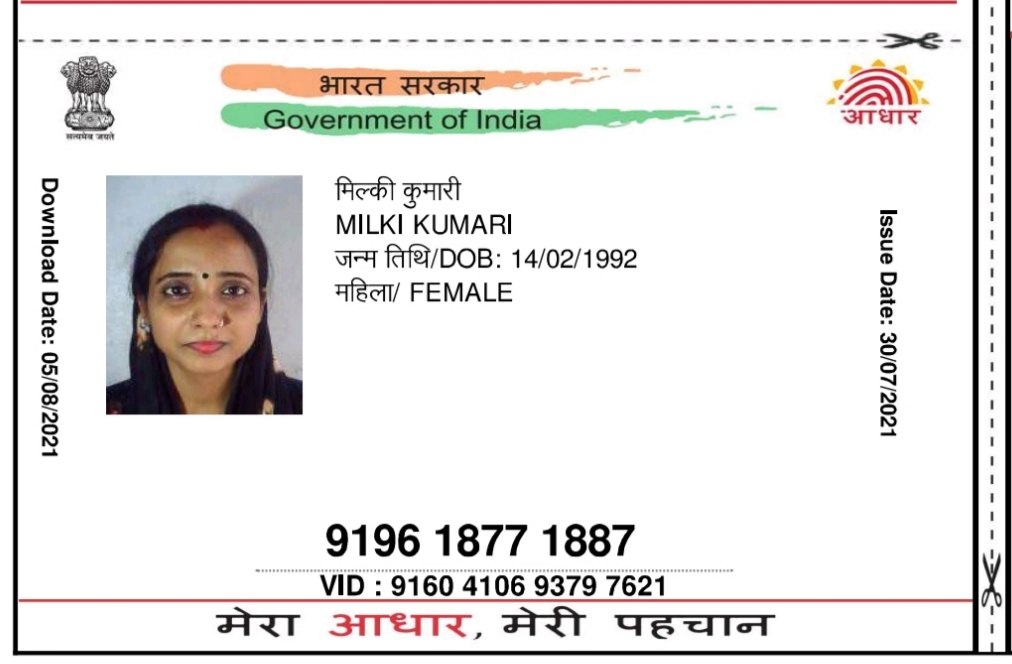 सत्यमेव जयते
भारत सरकार
Government of India
आधार
Download Date: 05/08/2021
मिल्की कुमारी
MILKI KUMARI
जन्म तिथि/DOB: 14/02/1992
महिला/ FEMALE
Issue Date: 30/07/2021
9196 1877 1887
VID : 9160 4106 9379 7621
मेरा आधार, मेरी पहचान